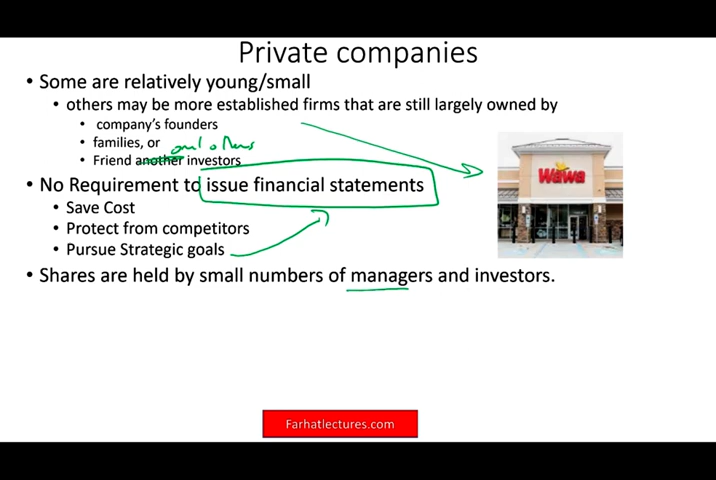 Private companies
• Some are relatively young/small
• others may be more established firms that are still largely owned by
• company's founders
• families, or
• Friend another investors
• No Requirement to issue financial statements
• Save Cost
• Protect from competitors
• Pursue Strategic goals
• Shares are held by small numbers of managers and investors.
Wawa
Farhatlectures.com